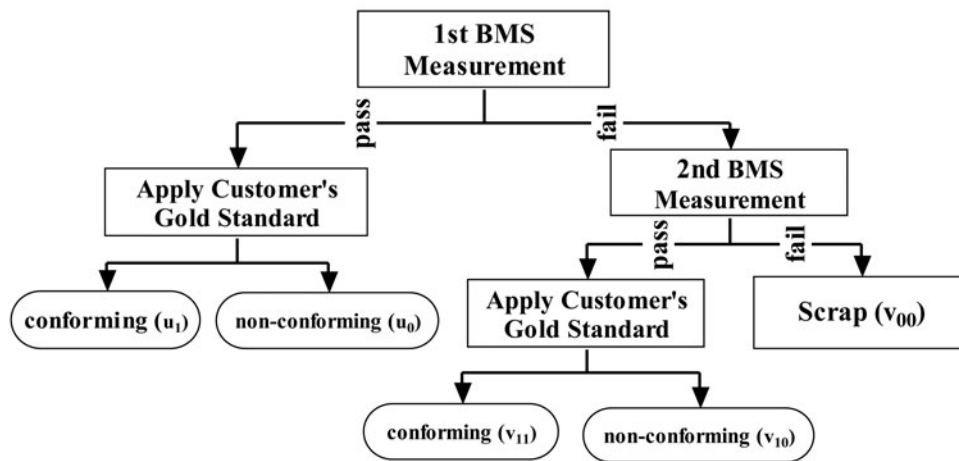 1st BMS
Measurement
pass
fail
Apply Customer's
Gold Standard
2nd BMS
Measurement
conforming (u₁)
non-conforming (u₀)
pass
fail
Apply Customer's
Gold Standard
Scrap (v₀₀)
conforming (v₁₁)
non-conforming (v₁₀)